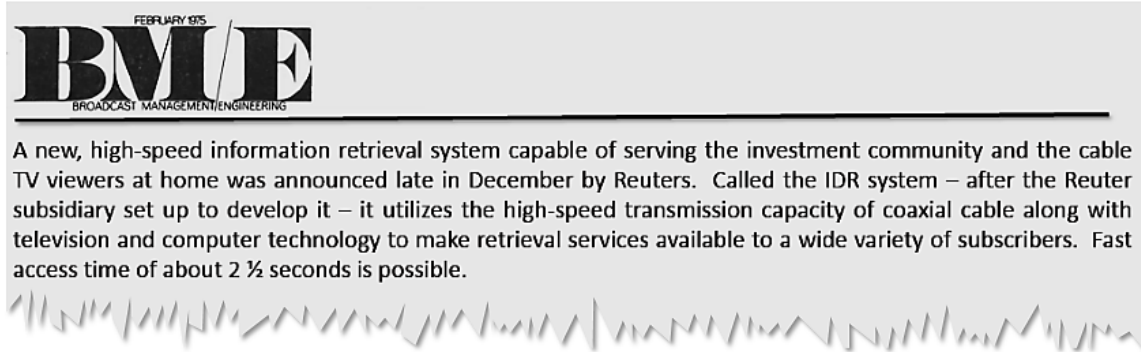 FEBRUARY 1975
BM/E
BROADCAST MANAGEMENT/ENGINEERING
A new, high-speed information retrieval system capable of serving the investment community and the cable
TV viewers at home was announced late in December by Reuters. Called the IDR system – after the Reuter
subsidiary set up to develop it – it utilizes the high-speed transmission capacity of coaxial cable along with
television and computer technology to make retrieval services available to a wide variety of subscribers. Fast
access time of about 2 ½ seconds is possible.